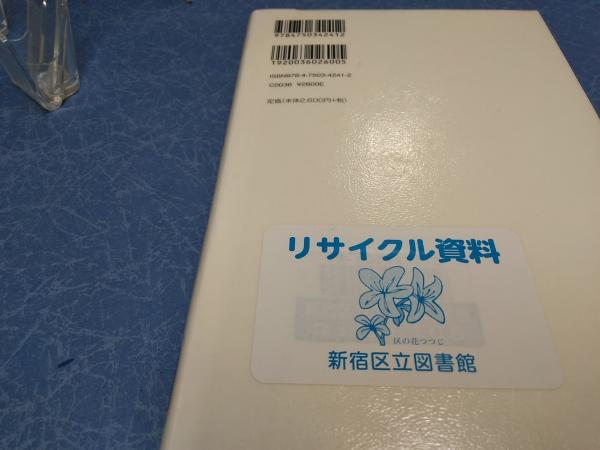 9784750342412
1920036026005
ISBN978-4-7503-4241-2
C0036 ¥2600E
定価(本体2,600円+税)
リサイクル資料
区の花つつじ
新宿区立図書館